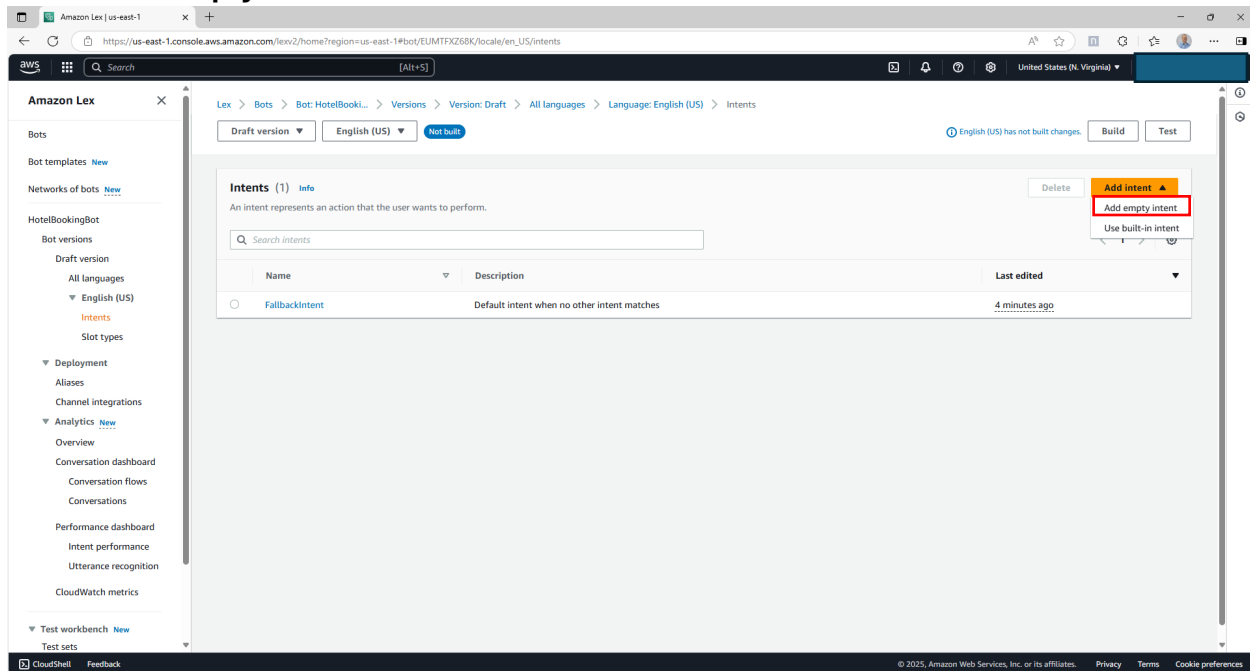 Amazon Lex | us-east-1
https://us-east-1.console.aws.amazon.com/lexv2/home?region=us-east-1#bot/EUMTFXZ68K/locale/en_US/intents
aws
Search
[Alt+S]
United States (N. Virginia)
Amazon Lex
Bots
Bot templates New
Networks of bots New
HotelBookingBot
Bot versions
Draft version
All languages
English (US)
Intents
Slot types
Deployment
Aliases
Channel integrations
Analytics New
Overview
Conversation dashboard
Conversation flows
Conversations
Performance dashboard
Intent performance
Utterance recognition
CloudWatch metrics
Test workbench New
Test sets
Lex > Bots > Bot: HotelBooki... > Versions > Version: Draft > All languages > Language: English (US) > Intents
Draft version English (US) Not built
English (US) has not built changes. Build Test
Intents (1) Info
An intent represents an action that the user wants to perform.
Delete Add intent
Add empty intent
Use built-in intent
Search intents
< 1 >
Name Description Last edited
FallbackIntent Default intent when no other intent matches 4 minutes ago
CloudShell Feedback
© 2025, Amazon Web Services, Inc. or its affiliates. Privacy Terms Cookie preferences